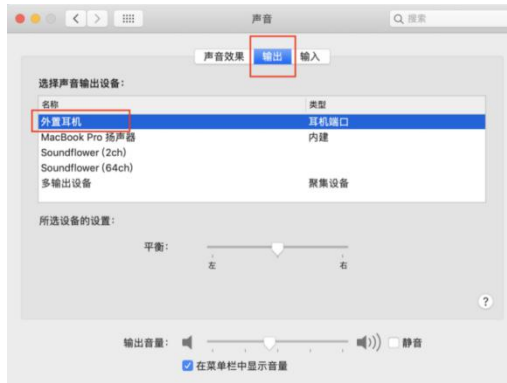 声音
搜索
声音效果 输出 输入
选择声音输出设备：
名称 类型
外置耳机 耳机端口
MacBook Pro 扬声器 内建
Soundflower (2ch)
Soundflower (64ch)
多输出设备 聚集设备
所选设备的设置：
平衡：
左 右
?
输出音量： 静音
在菜单栏中显示音量